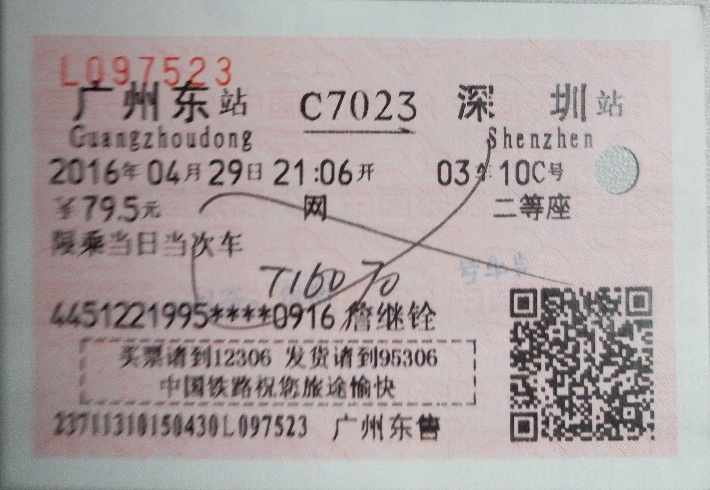 L097523
广州东站 C7023 深圳站
Guangzhoudong Shenzhen
2016年04月29日 21:06开 03车10C号
￥79.5元 网 二等座
限乘当日当次车
4451221995****0916 詹继铨
买票请到12306 发货请到95306
中国铁路祝您旅途愉快
23711310150430L097523 广州东售